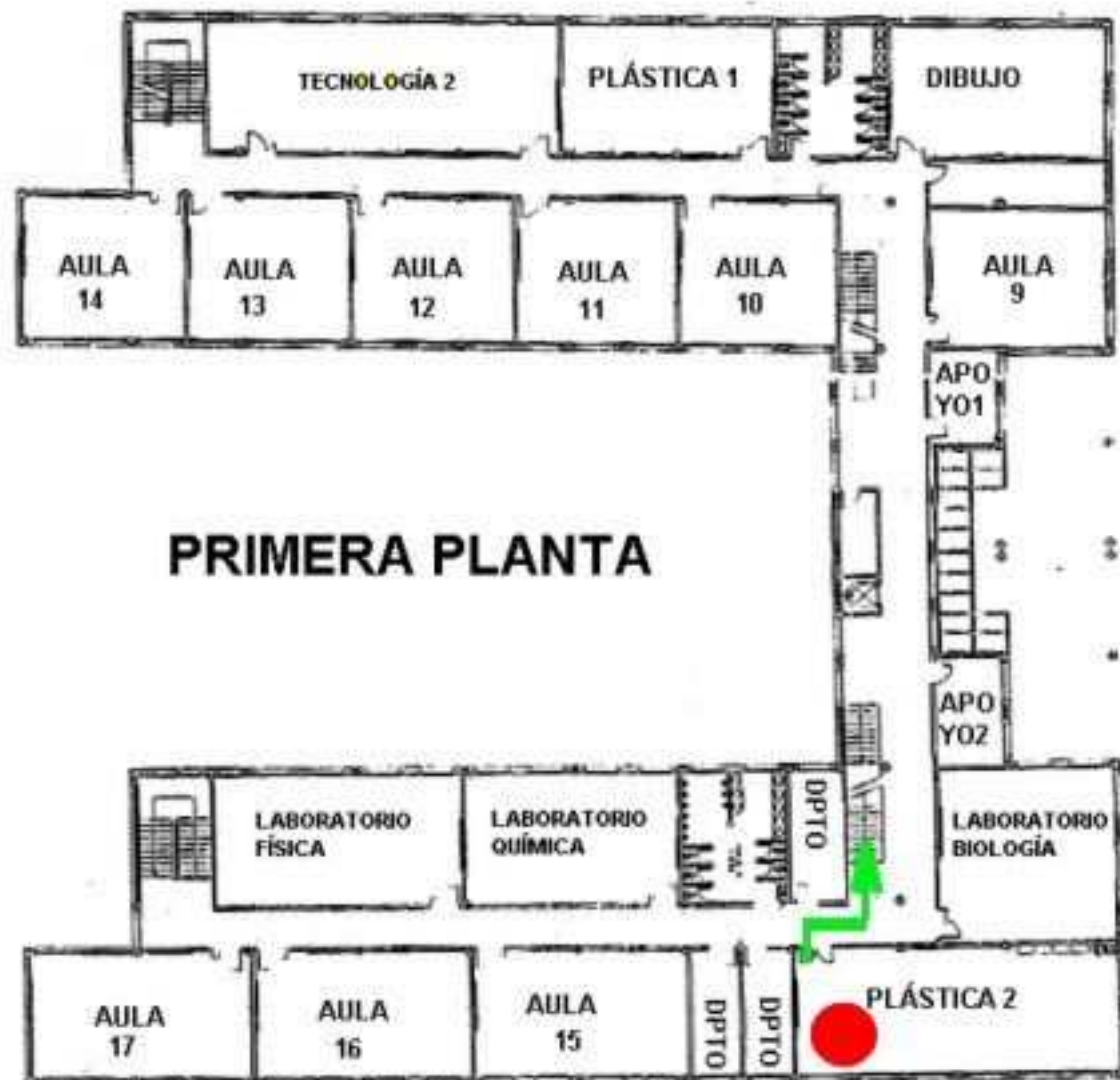 TECNOLOGÍA 2
PLÁSTICA 1
DIBUJO
AULA
14
AULA
13
AULA
12
AULA
11
AULA
10
AULA
9
APO
YO1
PRIMERA PLANTA
APO
YO2
LABORATORIO
FÍSICA
LABORATORIO
QUÍMICA
DPTO
LABORATORIO
BIOLOGÍA
AULA
17
AULA
16
AULA
15
DPTO
DPTO
PLÁSTICA 2